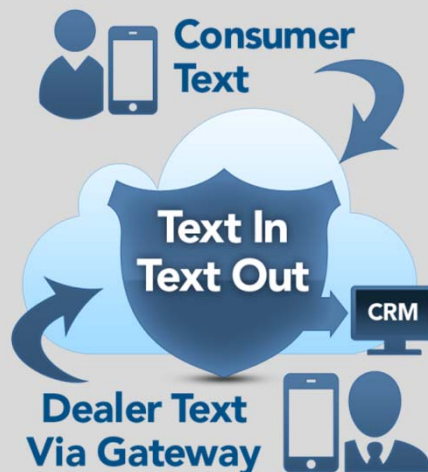 Consumer
Text
Text In
Text Out
CRM
Dealer Text
Via Gateway